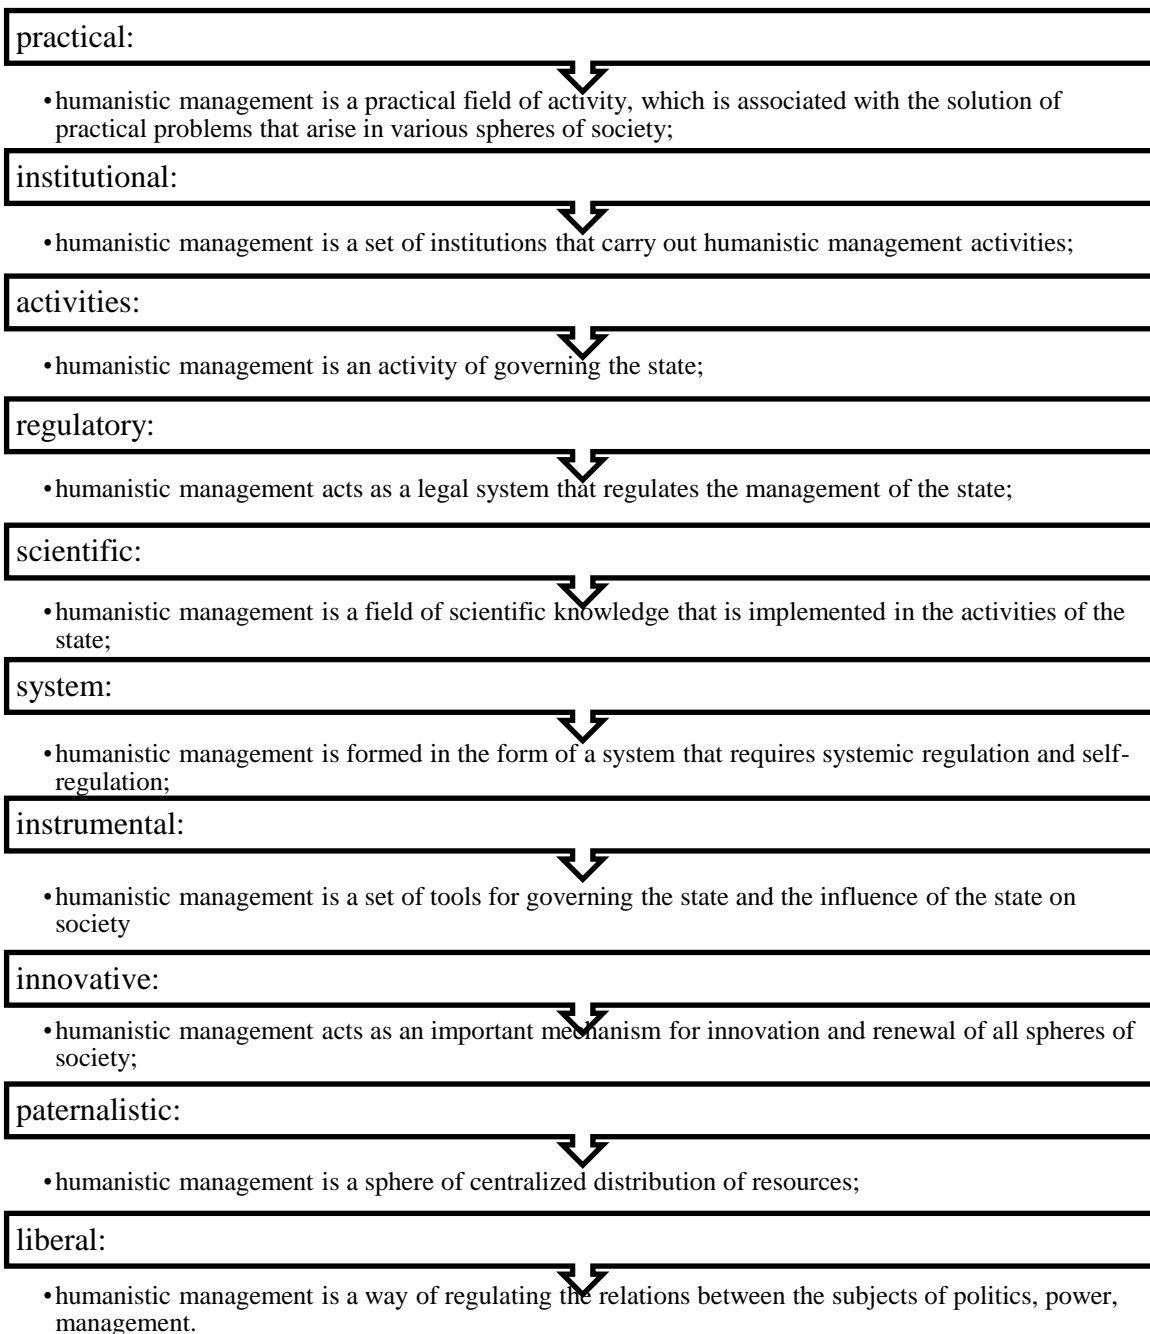 practical:
•humanistic management is a practical field of activity, which is associated with the solution of
practical problems that arise in various spheres of society;
institutional:
•humanistic management is a set of institutions that carry out humanistic management activities;
activities:
•humanistic management is an activity of governing the state;
regulatory:
•humanistic management acts as a legal system that regulates the management of the state;
scientific:
•humanistic management is a field of scientific knowledge that is implemented in the activities of the
state;
system:
•humanistic management is formed in the form of a system that requires systemic regulation and self-
regulation;
instrumental:
•humanistic management is a set of tools for governing the state and the influence of the state on
society
innovative:
•humanistic management acts as an important mechanism for innovation and renewal of all spheres of
society;
paternalistic:
•humanistic management is a sphere of centralized distribution of resources;
liberal:
•humanistic management is a way of regulating the relations between the subjects of politics, power,
management.